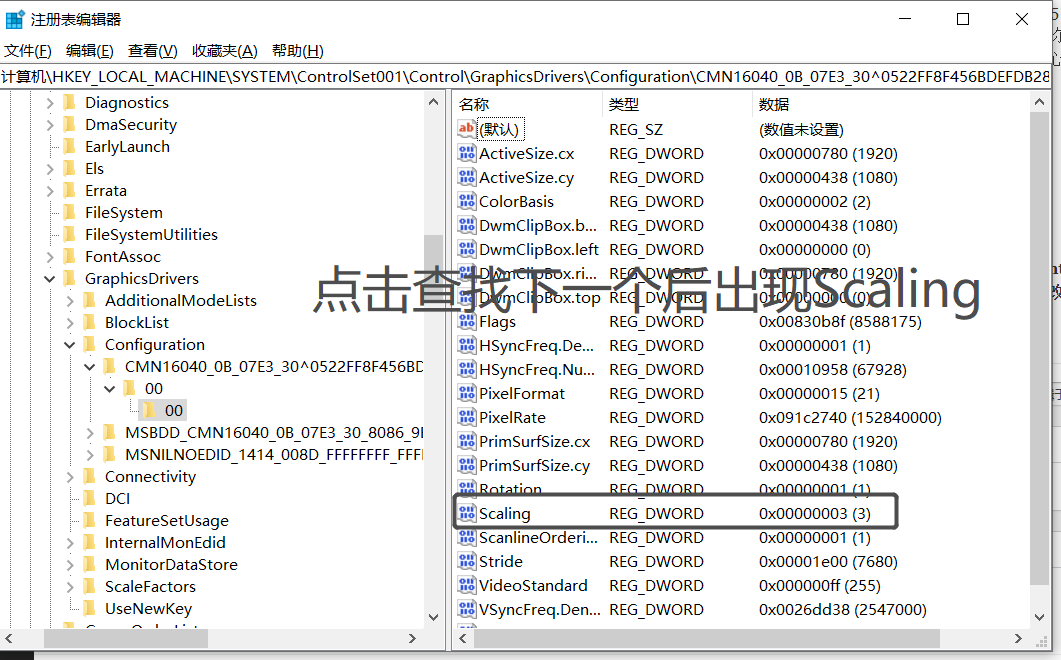 注册表编辑器
文件(F) 编辑(E) 查看(V) 收藏夹(A) 帮助(H)
计算机\HKEY_LOCAL_MACHINE\SYSTEM\ControlSet001\Control\GraphicsDrivers\Configuration\CMN16040_0B_07E3_30^0522FF8F456BDEFDB28
Diagnostics
DmaSecurity
EarlyLaunch
Els
Errata
FileSystem
FileSystemUtilities
FontAssoc
GraphicsDrivers
AdditionalModeLists
BlockList
Configuration
CMN16040_0B_07E3_30^0522FF8F456BD
00
00
MSBDD_CMN16040_0B_07E3_30_8086_9
MSNILNOEDID_1414_008D_FFFFFFFF_FFF
Connectivity
DCI
FeatureSetUsage
InternalMonEdid
MonitorDataStore
ScaleFactors
UseNewKey
名称 类型 数据
ab (默认) REG_SZ (数值未设置)
ActiveSize.cx REG_DWORD 0x00000780 (1920)
ActiveSize.cy REG_DWORD 0x00000438 (1080)
ColorBasis REG_DWORD 0x00000002 (2)
DwmClipBox.b... REG_DWORD 0x00000438 (1080)
DwmClipBox.left REG_DWORD 0x00000000 (0)
DwmClipBox.ri... REG_DWORD 0x00000780 (1920)
DwmClipBox.top REG_DWORD 0x00000000 (0)
点击查找下一个后出现Scaling
Flags REG_DWORD 0x00830b8f (8588175)
HSyncFreq.De... REG_DWORD 0x00000001 (1)
HSyncFreq.Nu... REG_DWORD 0x00010958 (67928)
PixelFormat REG_DWORD 0x00000015 (21)
PixelRate REG_DWORD 0x091c2740 (152840000)
PrimSurfSize.cx REG_DWORD 0x00000780 (1920)
PrimSurfSize.cy REG_DWORD 0x00000438 (1080)
Rotation REG_DWORD 0x00000001 (1)
Scaling REG_DWORD 0x00000003 (3)
ScanlineOrderi... REG_DWORD 0x00000001 (1)
Stride REG_DWORD 0x00001e00 (7680)
VideoStandard REG_DWORD 0x000000ff (255)
VSyncFreq.Den... REG_DWORD 0x0026dd38 (2547000)